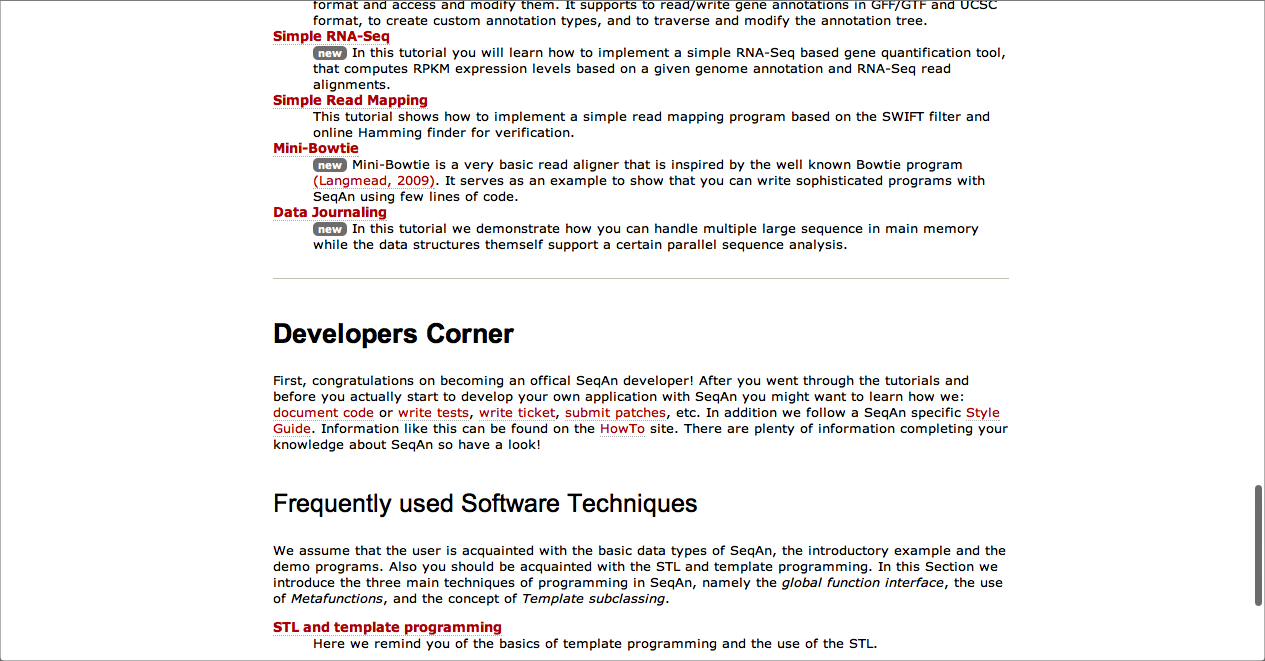 format and access and modify them. It supports to read/write gene annotations in GFF/GTF and UCSC
format, to create custom annotation types, and to traverse and modify the annotation tree.
Simple RNA-Seq
new In this tutorial you will learn how to implement a simple RNA-Seq based gene quantification tool,
that computes RPKM expression levels based on a given genome annotation and RNA-Seq read
alignments.
Simple Read Mapping
This tutorial shows how to implement a simple read mapping program based on the SWIFT filter and
online Hamming finder for verification.
Mini-Bowtie
new Mini-Bowtie is a very basic read aligner that is inspired by the well known Bowtie program
(Langmead, 2009). It serves as an example to show that you can write sophisticated programs with
SeqAn using few lines of code.
Data Journaling
new In this tutorial we demonstrate how you can handle multiple large sequence in main memory
while the data structures themself support a certain parallel sequence analysis.
Developers Corner
First, congratulations on becoming an offical SeqAn developer! After you went through the tutorials and
before you actually start to develop your own application with SeqAn you might want to learn how we:
document code or write tests, write ticket, submit patches, etc. In addition we follow a SeqAn specific Style
Guide. Information like this can be found on the HowTo site. There are plenty of information completing your
knowledge about SeqAn so have a look!
Frequently used Software Techniques
We assume that the user is acquainted with the basic data types of SeqAn, the introductory example and the
demo programs. Also you should be acquainted with the STL and template programming. In this Section we
introduce the three main techniques of programming in SeqAn, namely the global function interface, the use
of Metafunctions, and the concept of Template subclassing.
STL and template programming
Here we remind you of the basics of template programming and the use of the STL.